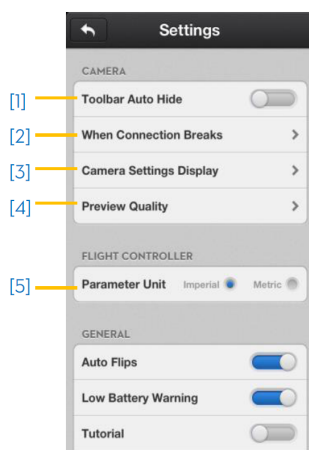 Settings
CAMERA
[1] Toolbar Auto Hide
[2] When Connection Breaks >
[3] Camera Settings Display >
[4] Preview Quality >
FLIGHT CONTROLLER
[5] Parameter Unit Imperial Metric
GENERAL
Auto Flips
Low Battery Warning
Tutorial